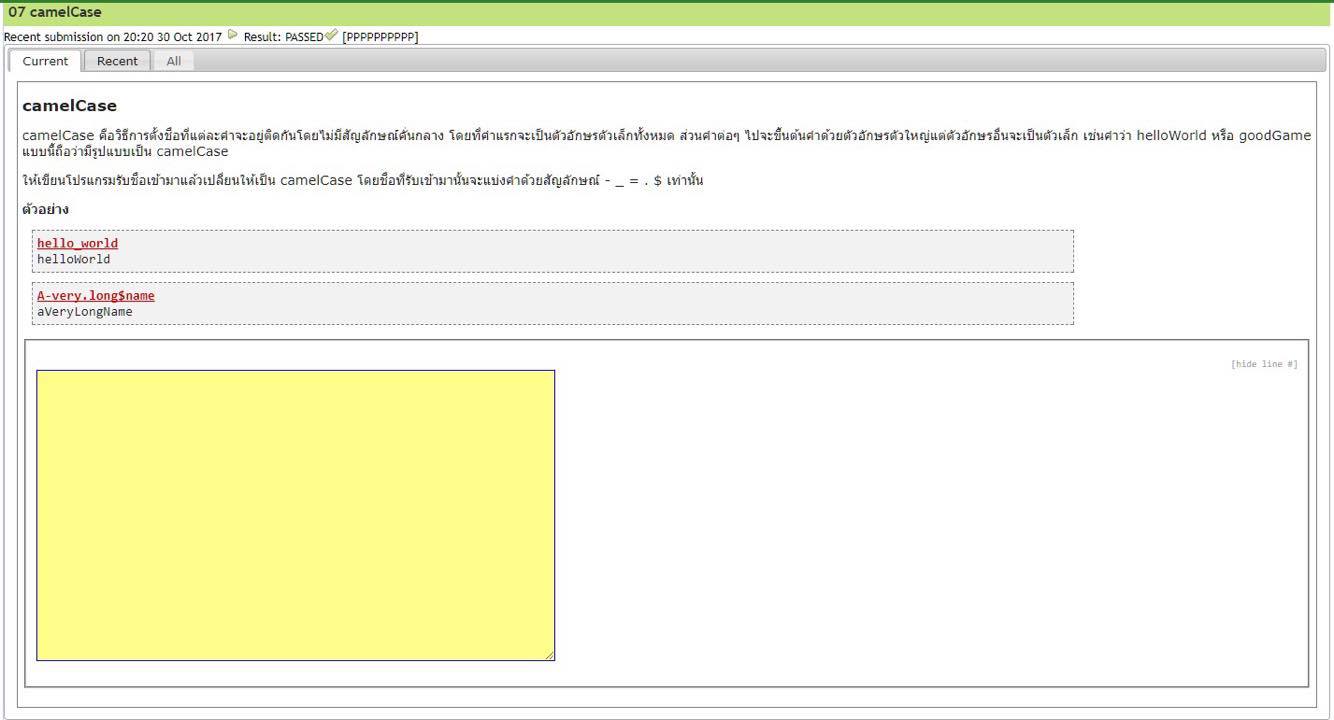 07 camelCase
Recent submission on 20:20 30 Oct 2017 Result: PASSED [PPPPPPPPPP]
Current Recent All
camelCase
camelCase คือวิธีการตั้งชื่อที่แต่ละคำจะอยู่ติดกันโดยไม่มีสัญลักษณ์คั่นกลาง โดยที่คำแรกจะเป็นตัวอักษรตัวเล็กทั้งหมด ส่วนคำต่อๆ ไปจะขึ้นต้นคำด้วยตัวอักษรตัวใหญ่แต่ตัวอักษรอื่นจะเป็นตัวเล็ก เช่นคำว่า helloWorld หรือ goodGame
แบบนี้ถือว่ามีรูปแบบเป็น camelCase
ให้เขียนโปรแกรมรับชื่อเข้ามาแล้วเปลี่ยนให้เป็น camelCase โดยชื่อที่รับเข้ามานั้นจะแบ่งคำด้วยสัญลักษณ์ - _ = . $ เท่านั้น
ตัวอย่าง
hello_world
helloWorld
A-very.long$name
aVeryLongName
[hide line #]